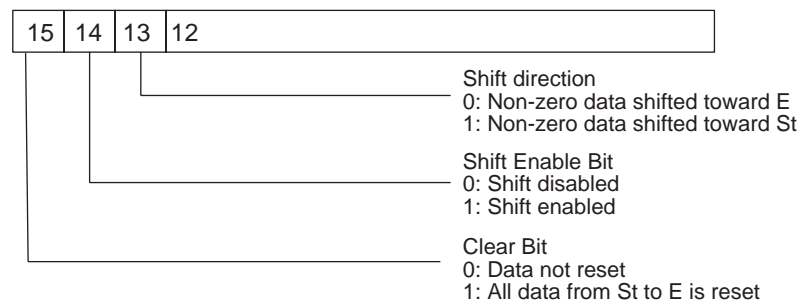 15 14 13 12
Shift direction
0: Non-zero data shifted toward E
1: Non-zero data shifted toward St
Shift Enable Bit
0: Shift disabled
1: Shift enabled
Clear Bit
0: Data not reset
1: All data from St to E is reset